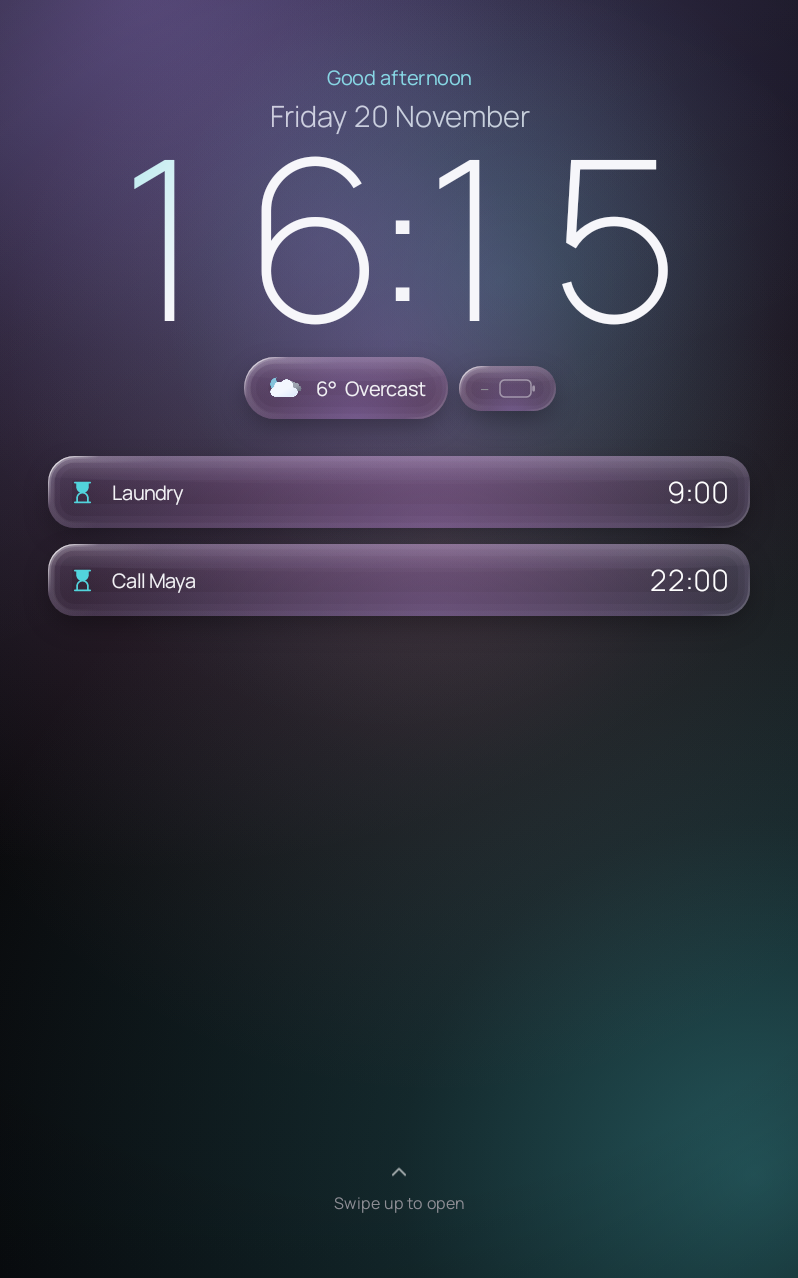 Good afternoon
Friday 20 November
16:15
6° Overcast
–
Laundry 9:00
Call Maya 22:00
Swipe up to open